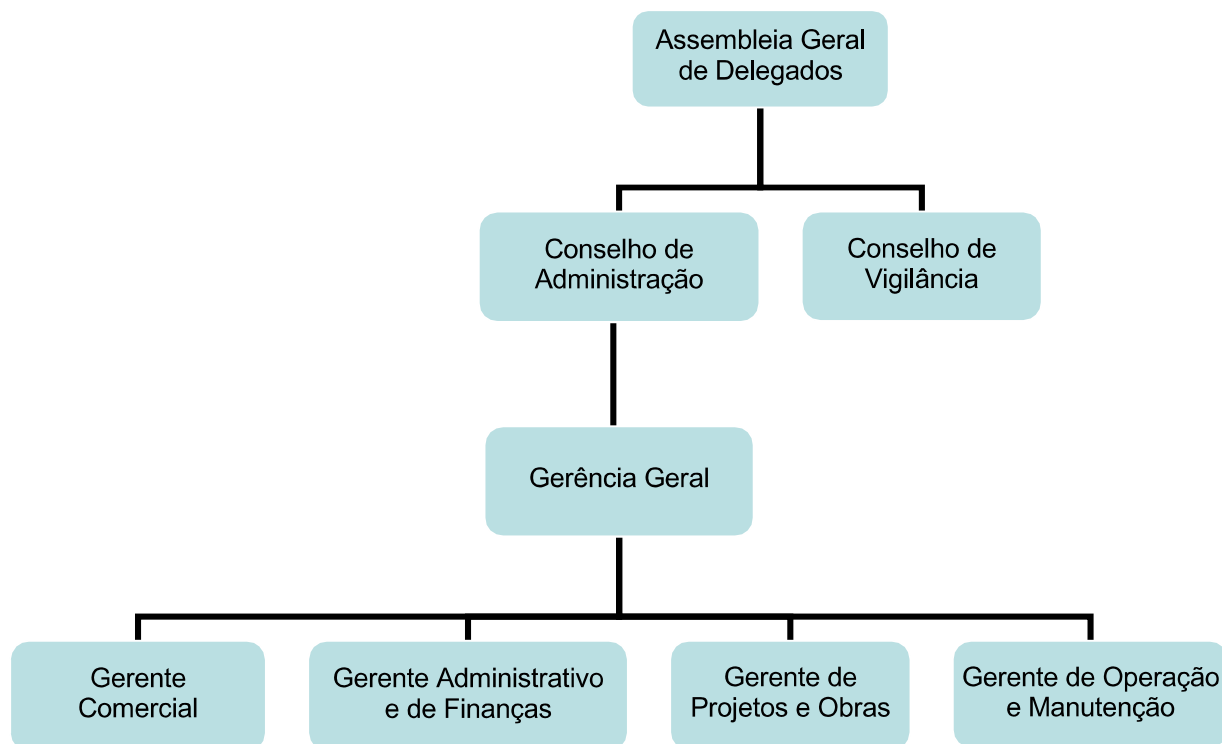 Assembleia Geral
de Delegados
Conselho de
Administração
Conselho de
Vigilância
Gerência Geral
Gerente
Comercial
Gerente Administrativo
e de Finanças
Gerente de
Projetos e Obras
Gerente de Operação
e Manutenção